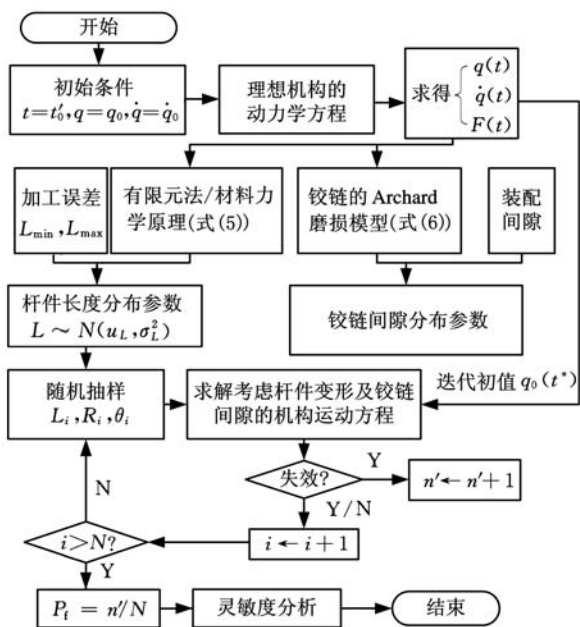 开始
初始条件
t=t′₀,q=q₀,q̇=q̇₀
理想机构的
动力学方程
求得
q(t)
q̇(t)
F(t)
加工误差
Lmin,Lmax
有限元法/材料力
学原理(式(5))
铰链的Archard
磨损模型(式(6))
装配
间隙
杆件长度分布参数
L ~ N(u_L,σ_L²)
铰链间隙分布参数
随机抽样
Lᵢ,Rᵢ,θᵢ
求解考虑杆件变形及铰链
间隙的机构运动方程
迭代初值 q₀(t*)
失效?
Y
n′←n′+1
Y/N
i←i+1
N
i>N?
Y
P_f = n′/N
灵敏度分析
结束